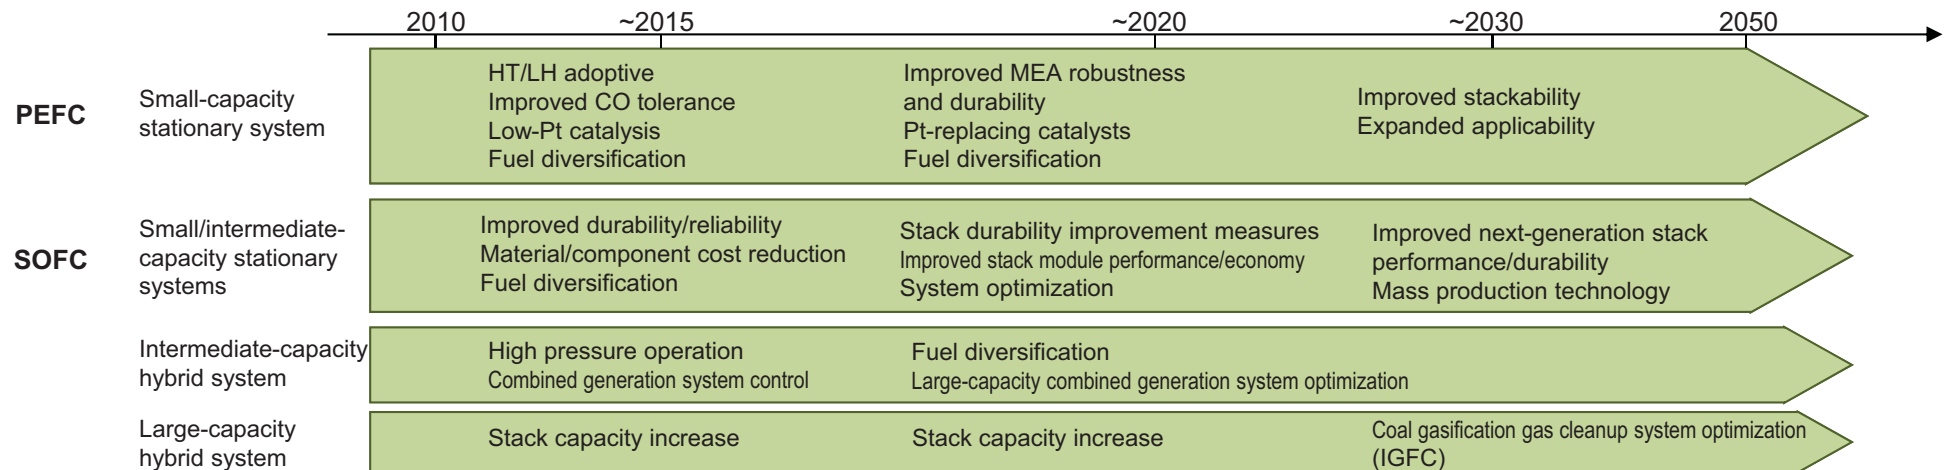 2010 ~2015 ~2020 ~2030 2050
PEFC
Small-capacity
stationary system
HT/LH adoptive
Improved CO tolerance
Low-Pt catalysis
Fuel diversification
Improved MEA robustness
and durability
Pt-replacing catalysts
Fuel diversification
Improved stackability
Expanded applicability
SOFC
Small/intermediate-
capacity stationary
systems
Improved durability/reliability
Material/component cost reduction
Fuel diversification
Stack durability improvement measures
Improved stack module performance/economy
System optimization
Improved next-generation stack
performance/durability
Mass production technology
Intermediate-capacity
hybrid system
High pressure operation
Combined generation system control
Fuel diversification
Large-capacity combined generation system optimization
Large-capacity
hybrid system
Stack capacity increase
Stack capacity increase
Coal gasification gas cleanup system optimization
(IGFC)